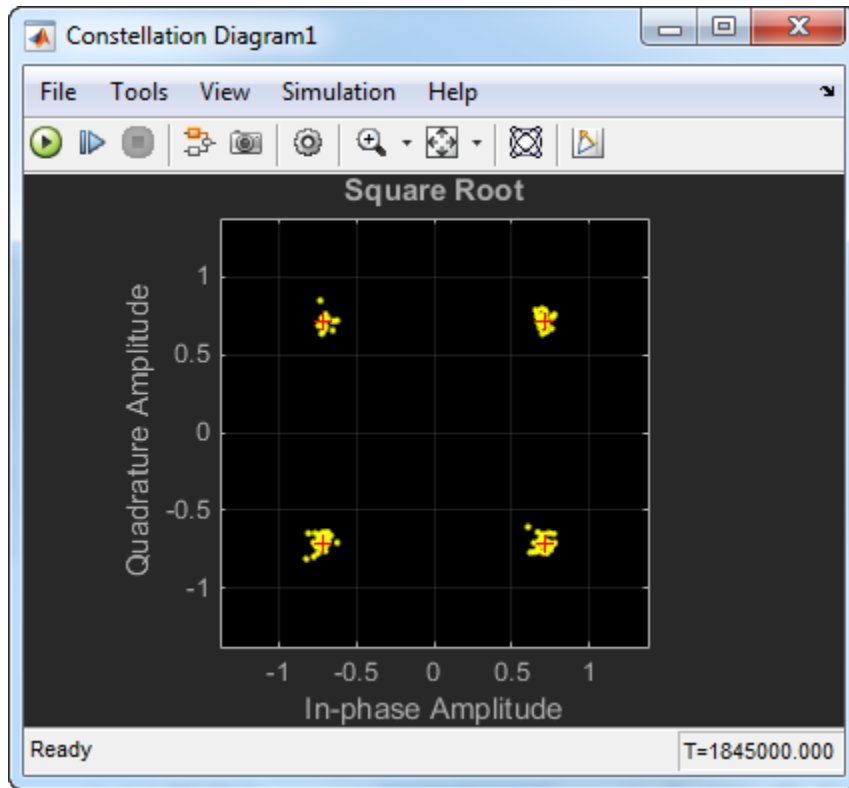 Constellation Diagram1
File Tools View Simulation Help
Square Root
Quadrature Amplitude
1
0.5
0
-0.5
-1
-1 -0.5 0 0.5 1
In-phase Amplitude
Ready T=1845000.000